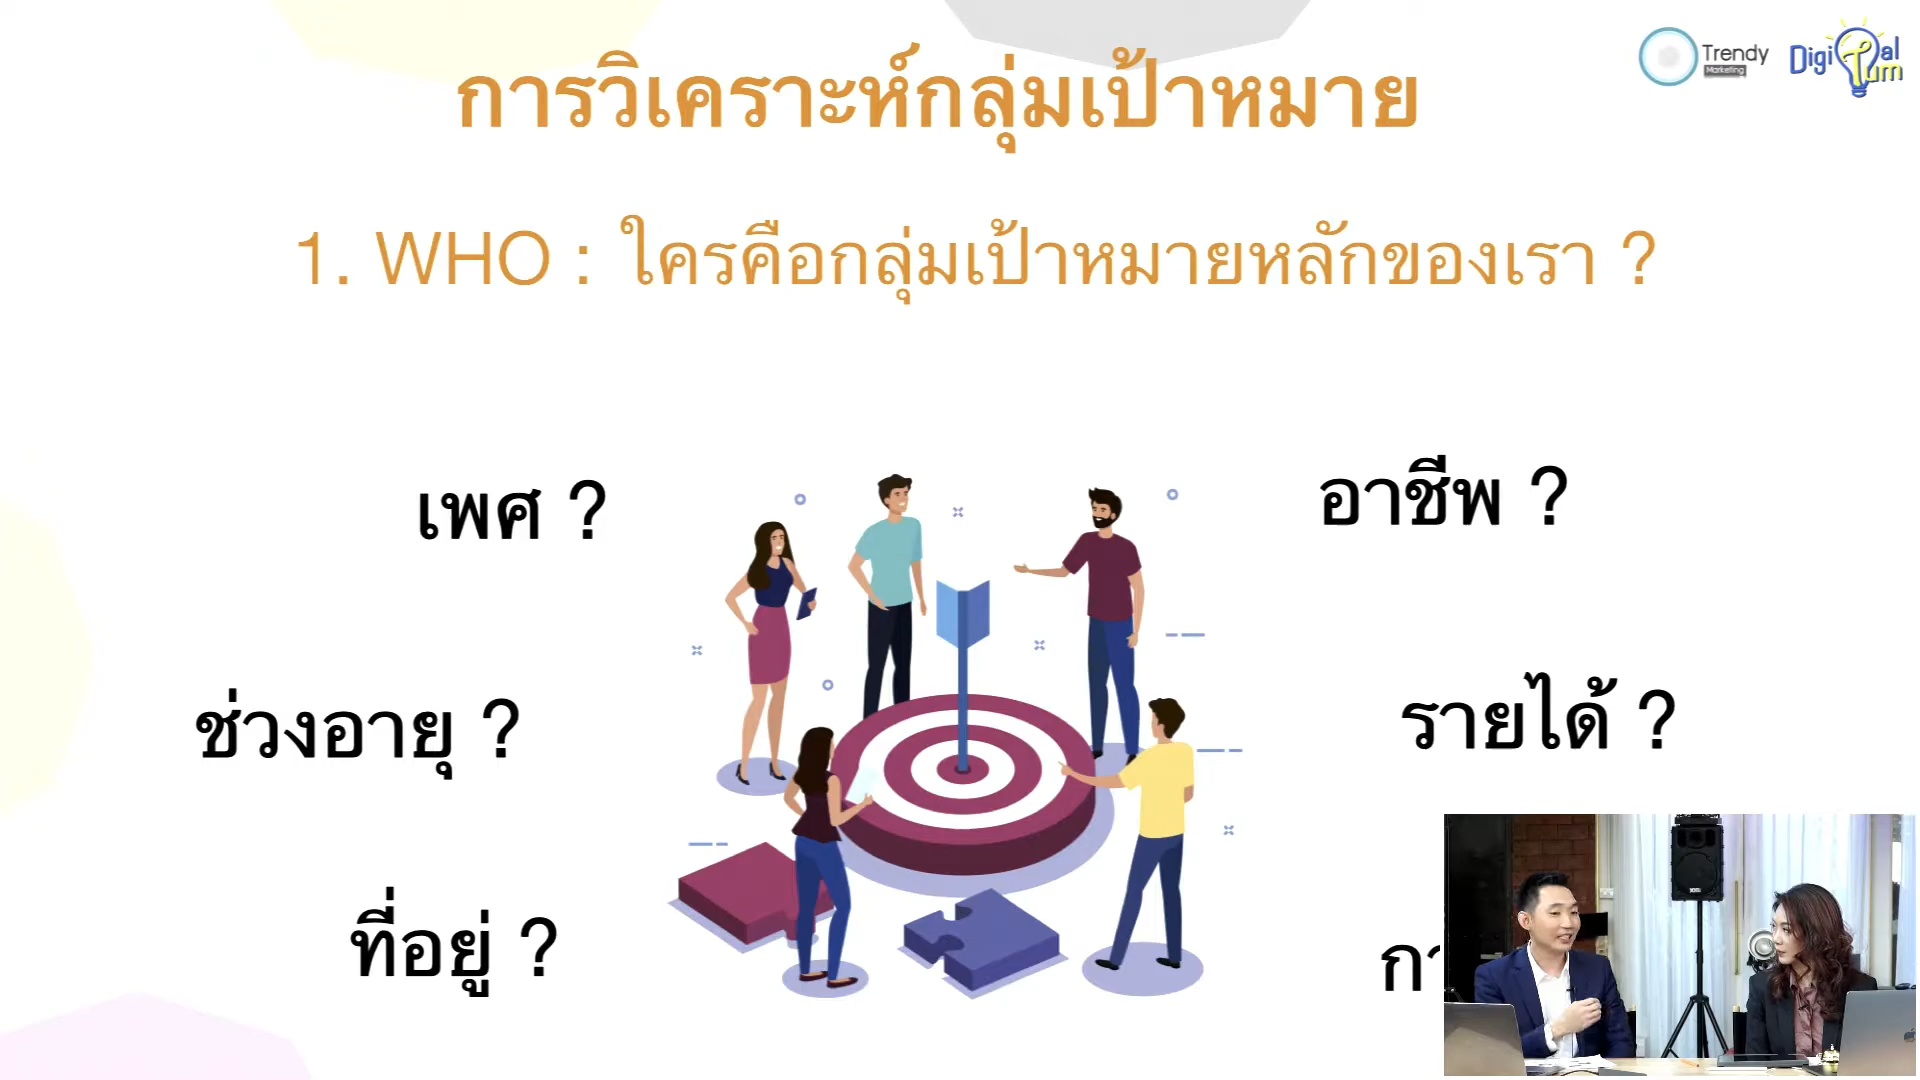 การวิเคราะห์กลุ่มเป้าหมาย
Trendy
Marketing
Digital
Tum
1. WHO : ใครคือกลุ่มเป้าหมายหลักของเรา ?
เพศ ?
อาชีพ ?
ช่วงอายุ ?
รายได้ ?
ที่อยู่ ?